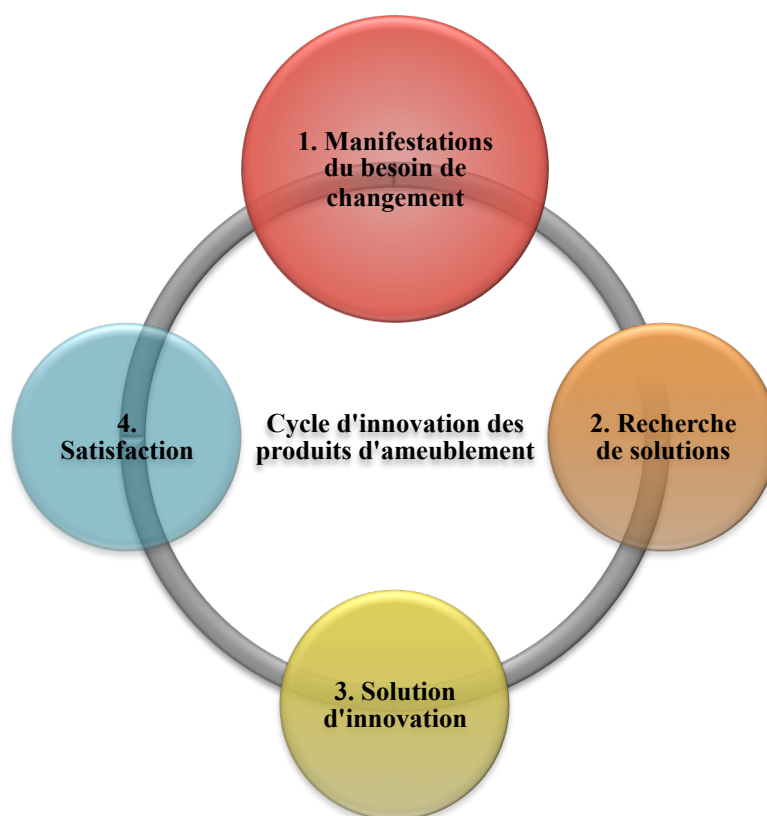 1. Manifestations
du besoin de
changement
2. Recherche
de solutions
3. Solution
d'innovation
4.
Satisfaction
Cycle d'innovation des
produits d'ameublement